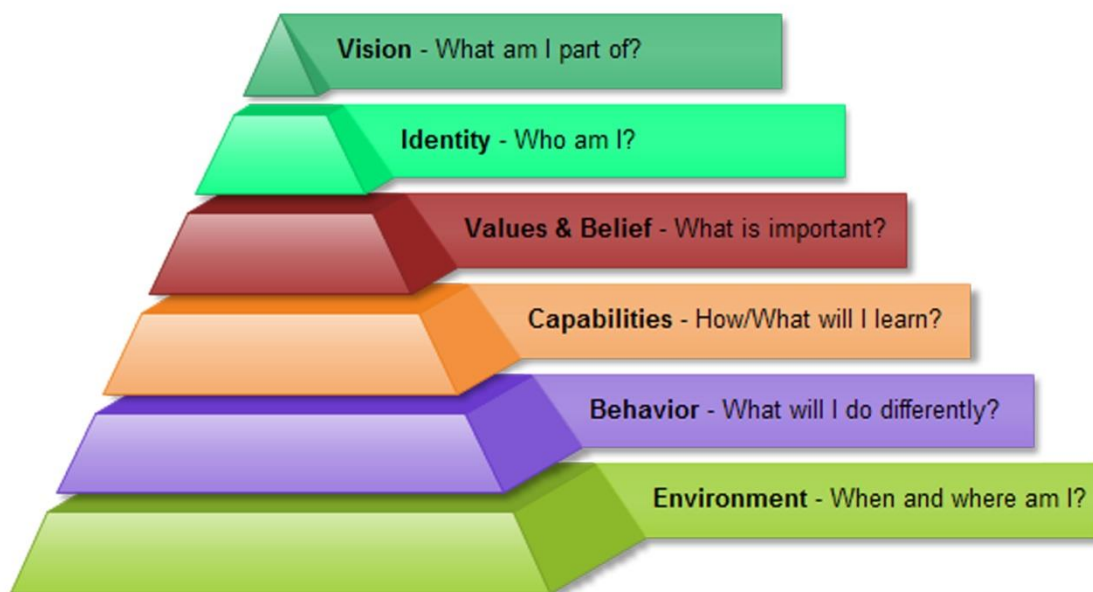 Vision - What am I part of?
Identity - Who am I?
Values & Belief - What is important?
Capabilities - How/What will I learn?
Behavior - What will I do differently?
Environment - When and where am I?